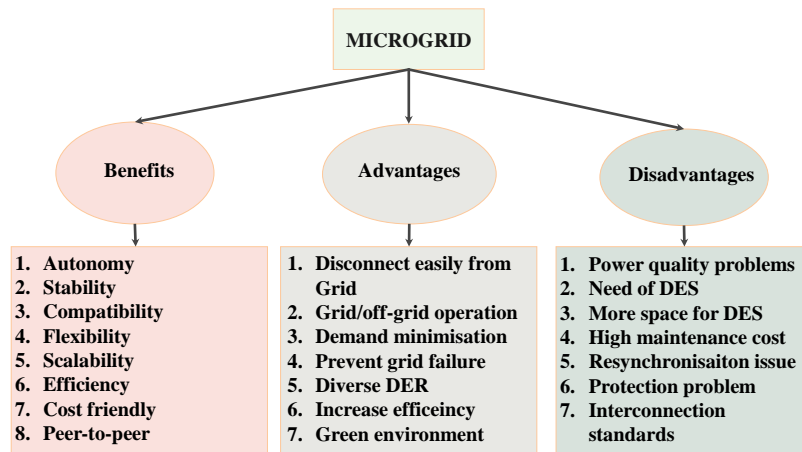 MICROGRID
Benefits
Advantages
Disadvantages
1. Autonomy
2. Stability
3. Compatibility
4. Flexibility
5. Scalability
6. Efficiency
7. Cost friendly
8. Peer-to-peer
1. Disconnect easily from
Grid
2. Grid/off-grid operation
3. Demand minimisation
4. Prevent grid failure
5. Diverse DER
6. Increase efficeincy
7. Green environment
1. Power quality problems
2. Need of DES
3. More space for DES
4. High maintenance cost
5. Resynchronisaiton issue
6. Protection problem
7. Interconnection
standards